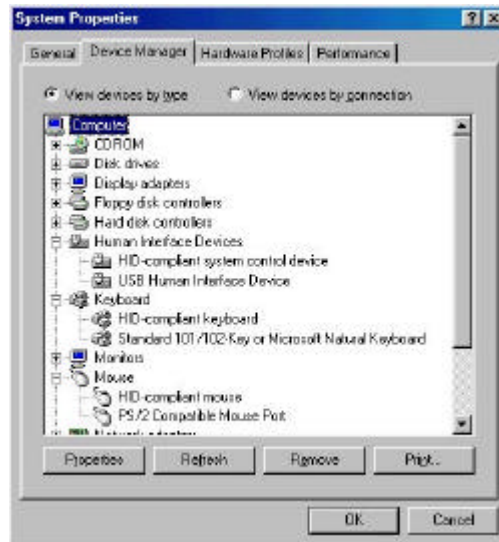 System Properties
General
Device Manager
Hardware Profiles
Performance
View devices by type
View devices by connection
Computer
CDROM
Disk drives
Display adapters
Floppy disk controllers
Hard disk controllers
Human Interface Devices
HID-compliant system control device
USB Human Interface Device
Keyboard
HID-compliant keyboard
Standard 101/102-Key or Microsoft Natural Keyboard
Monitors
Mouse
HID-compliant mouse
PS/2 Compatible Mouse Port
Network adapters
Properties
Refresh
Remove
Print...
OK
Cancel